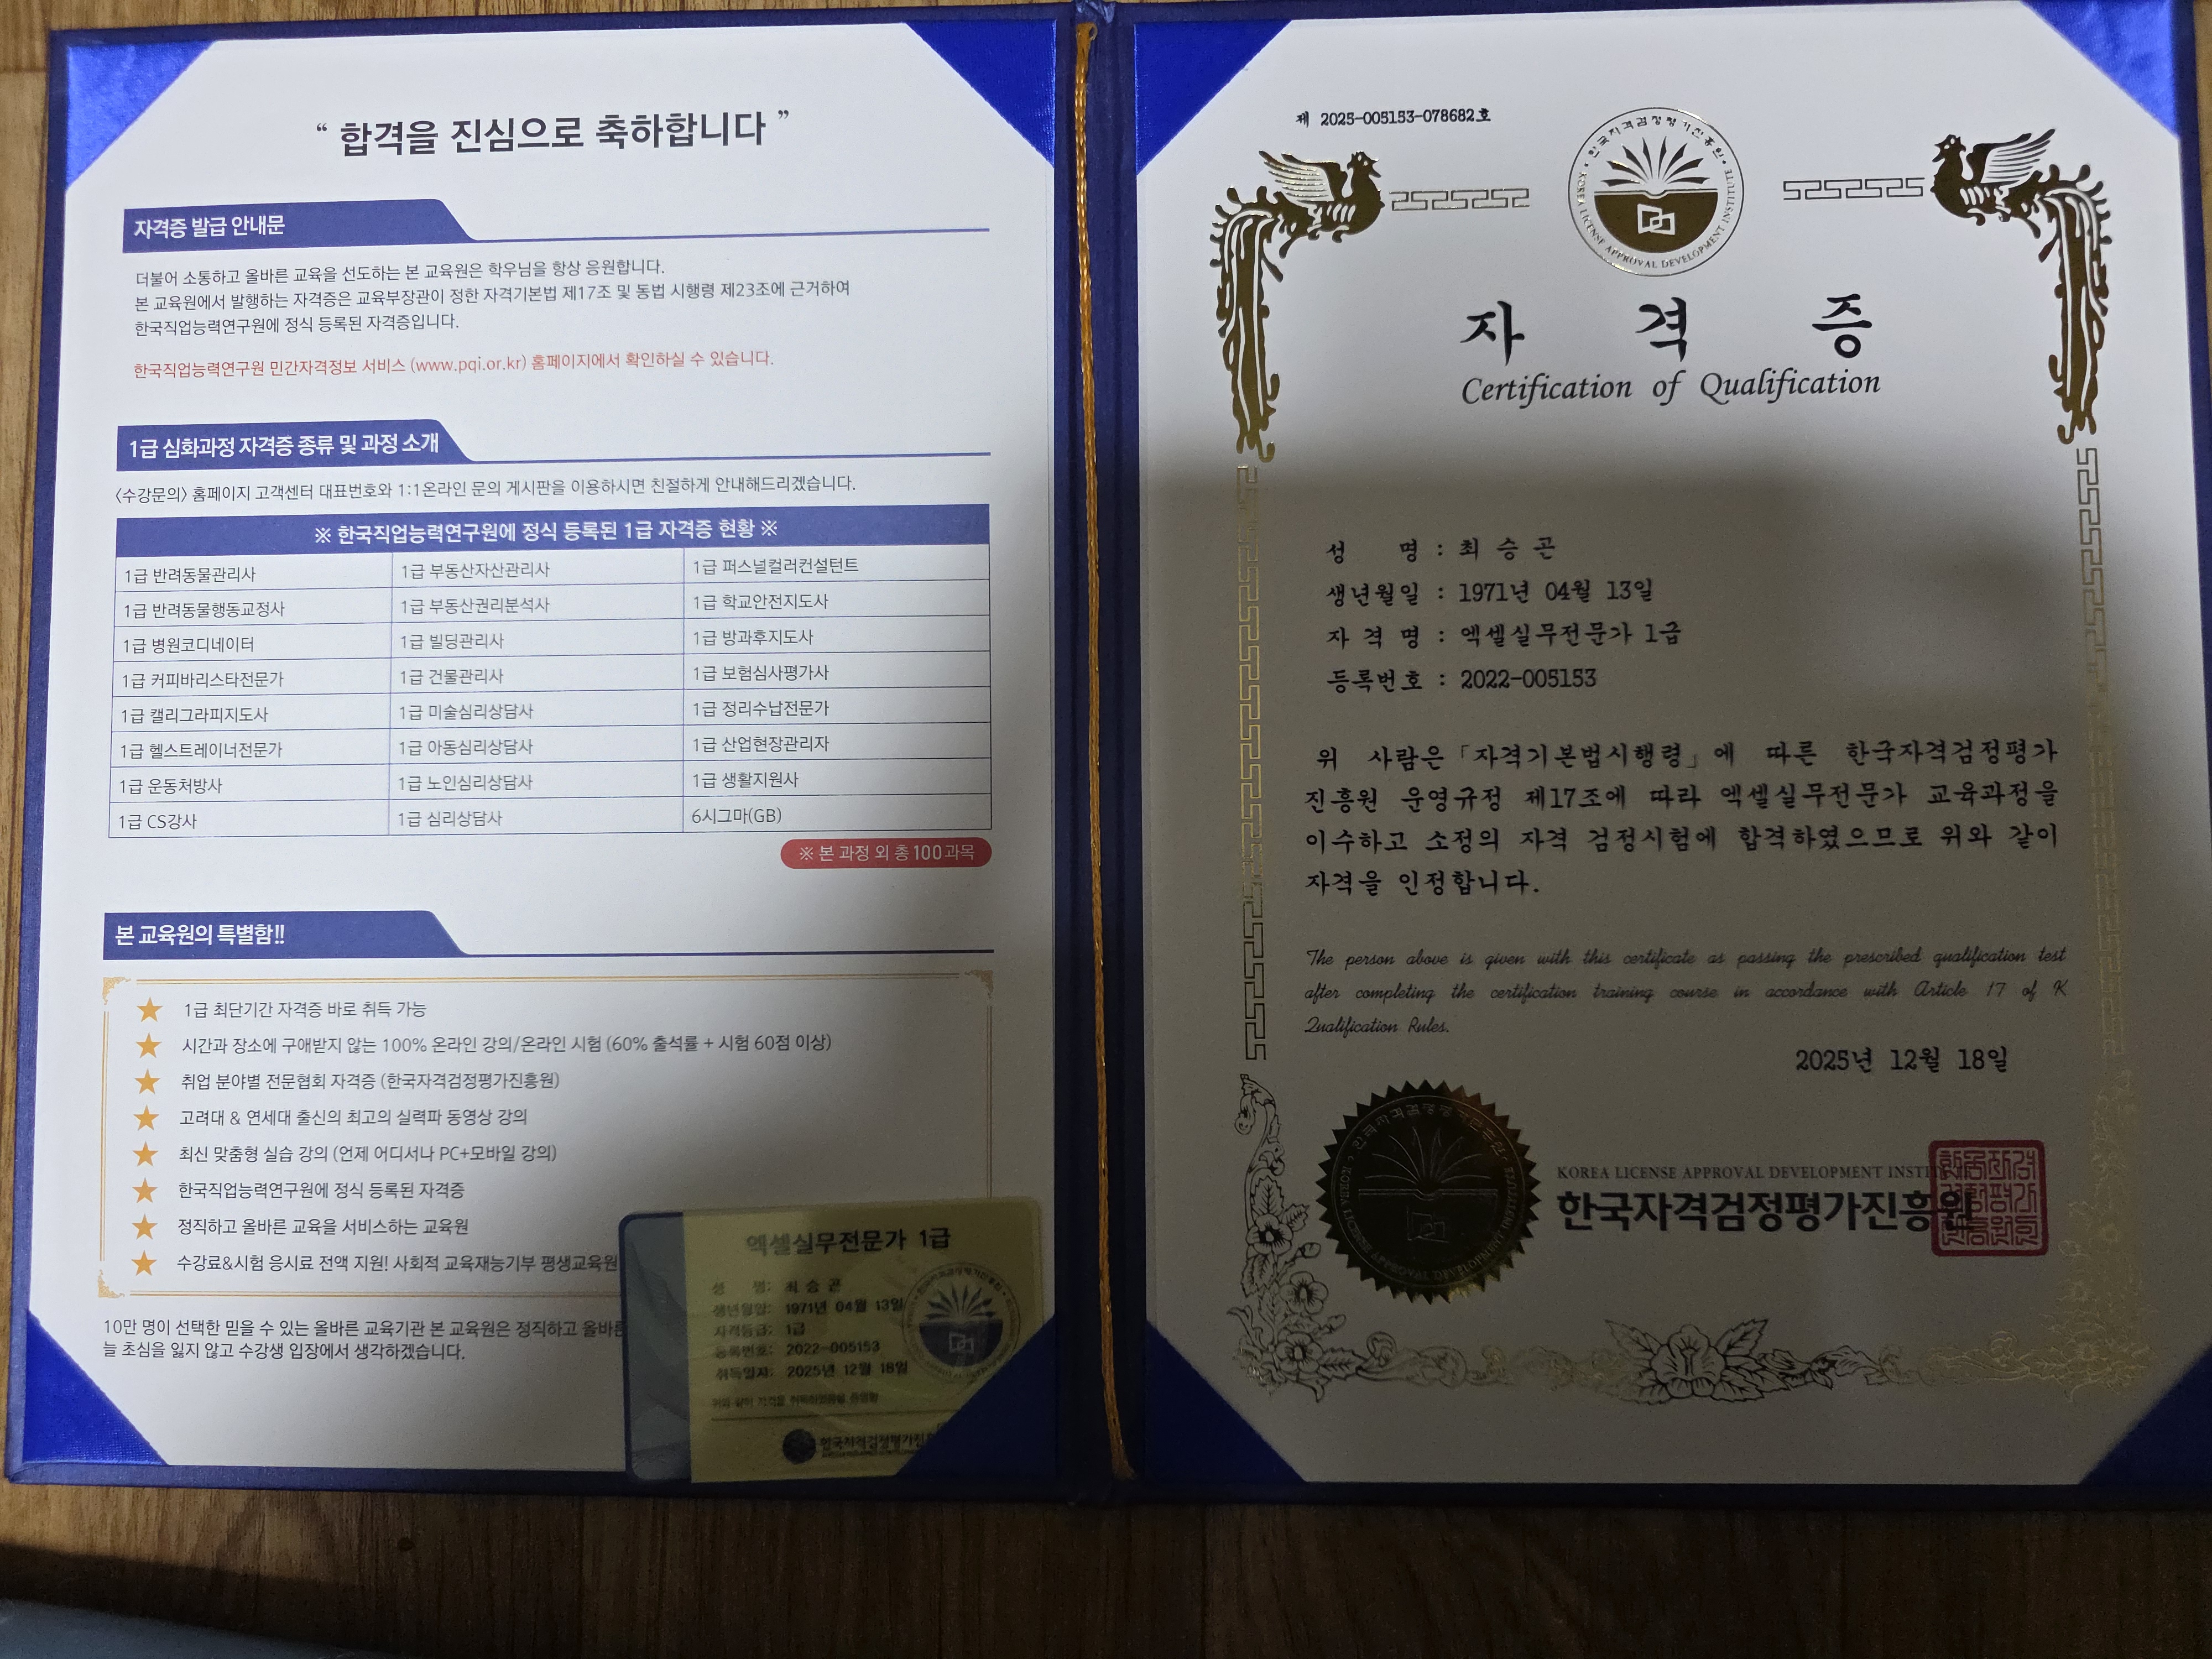 “ 합격을 진심으로 축하합니다 ”
자격증 발급 안내문
더불어 소통하고 올바른 교육을 선도하는 본 교육원은 학우님을 항상 응원합니다.
본 교육원에서 발행하는 자격증은 교육부장관이 정한 자격기본법 제17조 및 동법 시행령 제23조에 근거하여
한국직업능력연구원에 정식 등록된 자격증입니다.
한국직업능력연구원 민간자격정보 서비스 (www.pqi.or.kr) 홈페이지에서 확인하실 수 있습니다.
1급 심화과정 자격증 종류 및 과정 소개
<수강문의> 홈페이지 고객센터 대표번호와 1:1온라인 문의 게시판을 이용하시면 친절하게 안내해드리겠습니다.
※ 한국직업능력연구원에 정식 등록된 1급 자격증 현황 ※
1급 반려동물관리사 1급 부동산자산관리사 1급 퍼스널컬러컨설턴트
1급 반려동물행동교정사 1급 부동산권리분석사 1급 학교안전지도사
1급 병원코디네이터 1급 빌딩관리사 1급 방과후지도사
1급 커피바리스타전문가 1급 건물관리사 1급 보험심사평가사
1급 캘리그라피지도사 1급 미술심리상담사 1급 정리수납전문가
1급 헬스트레이너전문가 1급 아동심리상담사 1급 산업현장관리자
1급 운동처방사 1급 노인심리상담사 1급 생활지원사
1급 CS강사 1급 심리상담사 6시그마(GB)
※ 본 과정 외 총 100과목
본 교육원의 특별함!!
1급 최단기간 자격증 바로 취득 가능
시간과 장소에 구애받지 않는 100% 온라인 강의/온라인 시험 (60% 출석률 + 시험 60점 이상)
취업 분야별 전문협회 자격증 (한국자격검정평가진흥원)
고려대 & 연세대 출신의 최고의 실력파 동영상 강의
최신 맞춤형 실습 강의 (언제 어디서나 PC+모바일 강의)
한국직업능력연구원에 정식 등록된 자격증
정직하고 올바른 교육을 서비스하는 교육원
수강료&시험 응시료 전액 지원! 사회적 교육재능기부 평생교육원
10만 명이 선택한 믿을 수 있는 올바른 교육기관 본 교육원은 정직하고 올바른
늘 초심을 잃지 않고 수강생 입장에서 생각하겠습니다.
엑셀실무전문가 1급
성 명: 최 승 곤
생년월일: 1971년 04월 13일
자격등급: 1급
등록번호: 2022-005153
취득일자: 2025년 12월 18일
위와 같이 자격을 취득하였음을 증명함
한국자격검정평가진
제 2025-005153-078682호
한국자격검정평가진흥원
KOREA LICENSE APPROVAL DEVELOPMENT INSTITUTE
자 격 증
Certification of Qualification
성 명 : 최 승 곤
생년월일 : 1971년 04월 13일
자 격 명 : 엑셀실무전문가 1급
등록번호 : 2022-005153
위 사람은 「자격기본법시행령」에 따른 한국자격검정평가
진흥원 운영규정 제17조에 따라 엑셀실무전문가 교육과정을
이수하고 소정의 자격 검정시험에 합격하였으므로 위와 같이
자격을 인정합니다.
The person above is given with this certificate as passing the prescribed qualification test
after completing the certification training course in accordance with Article 17 of K
Qualification Rules.
2025년 12월 18일
KOREA LICENSE APPROVAL DEVELOPMENT
한국자격검정평가진흥원